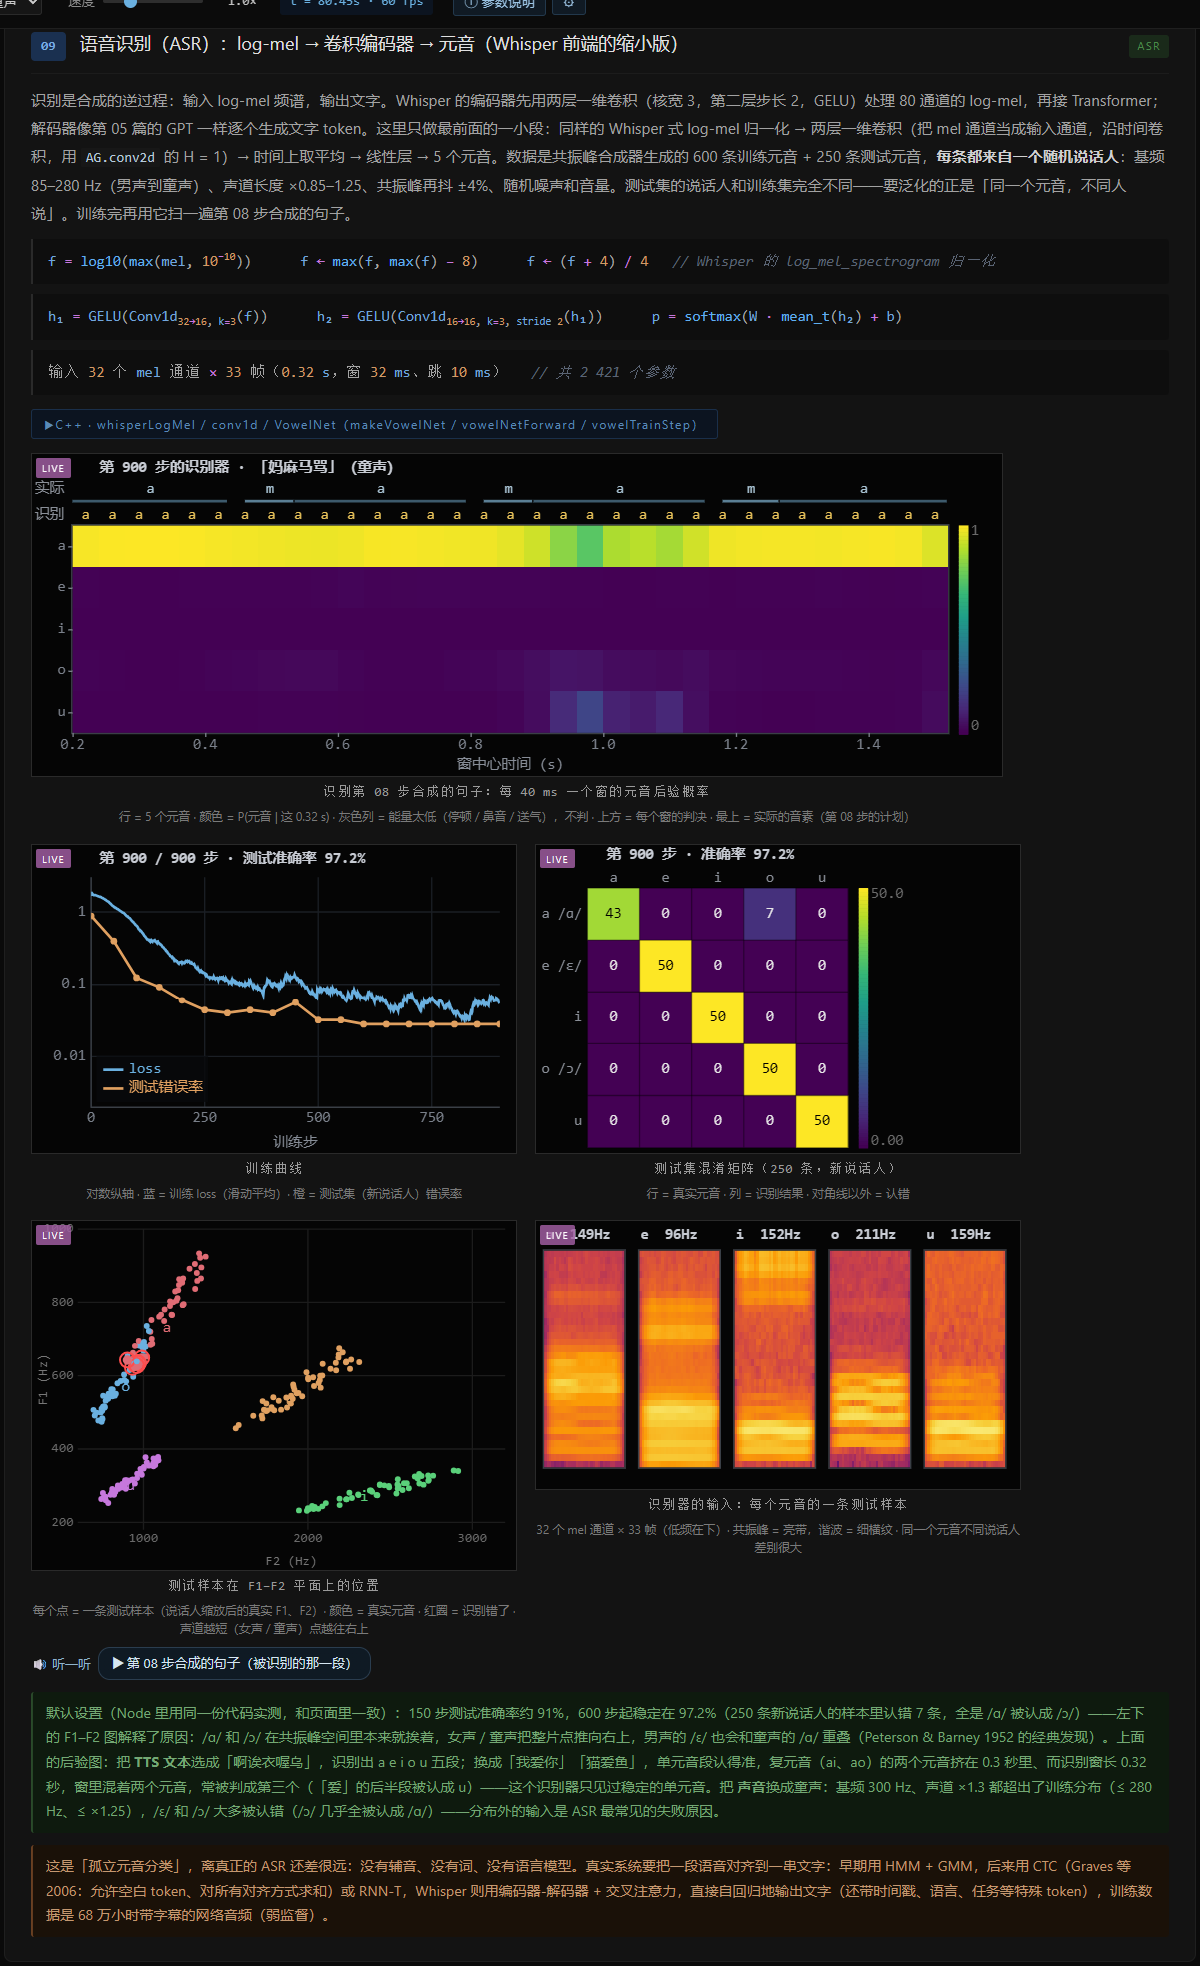 速度 1.0x t = 80.45s · 60 fps ⓘ 参数说明 ⚙
09 语音识别（ASR）：log-mel → 卷积编码器 → 元音（Whisper 前端的缩小版） ASR
识别是合成的逆过程：输入 log-mel 频谱，输出文字。Whisper 的编码器先用两层一维卷积（核宽 3，第二层步长 2，GELU）处理 80 通道的 log-mel，再接 Transformer；
解码器像第 05 篇的 GPT 一样逐个生成文字 token。这里只做最前面的一小段：同样的 Whisper 式 log-mel 归一化 → 两层一维卷积（把 mel 通道当成输入通道，沿时间卷
积，用 AG.conv2d 的 H = 1）→ 时间上取平均 → 线性层 → 5 个元音。数据是共振峰合成器生成的 600 条训练元音 + 250 条测试元音，每条都来自一个随机说话人：基频
85–280 Hz（男声到童声）、声道长度 ×0.85–1.25、共振峰再抖 ±4%、随机噪声和音量。测试集的说话人和训练集完全不同——要泛化的正是「同一个元音，不同人
说」。训练完再用它扫一遍第 08 步合成的句子。
f = log10(max(mel, 10⁻¹⁰)) f ← max(f, max(f) − 8) f ← (f + 4) / 4 // Whisper 的 log_mel_spectrogram 归一化
h₁ = GELU(Conv1d32→16, k=3(f)) h₂ = GELU(Conv1d16→16, k=3, stride 2(h₁)) p = softmax(W · mean_t(h₂) + b)
输入 32 个 mel 通道 × 33 帧（0.32 s，窗 32 ms、跳 10 ms） // 共 2 421 个参数
▶C++ · whisperLogMel / conv1d / VowelNet（makeVowelNet / vowelNetForward / vowelTrainStep）
LIVE 第 900 步的识别器 · 「妈麻马骂」（童声）
实际 a m a m a m a
识别 a a a a a a a a a a a a a a a a a a a a a a a a a a a a a a a a a
a
e
i
o
u
1
0
0.2 0.4 0.6 0.8 1.0 1.2 1.4
窗中心时间 (s)
识别第 08 步合成的句子：每 40 ms 一个窗的元音后验概率
行 = 5 个元音 · 颜色 = P(元音 | 这 0.32 s) · 灰色列 = 能量太低（停顿 / 鼻音 / 送气），不判 · 上方 = 每个窗的判决 · 最上 = 实际的音素（第 08 步的计划）
LIVE 第 900 / 900 步 · 测试准确率 97.2%
1
0.1
0.01
loss
测试错误率
0 250 500 750
训练步
训练曲线
对数纵轴 · 蓝 = 训练 loss（滑动平均）· 橙 = 测试集（新说话人）错误率
LIVE 第 900 步 · 准确率 97.2%
a e i o u
a /ɑ/ 43 0 0 7 0
e /ɛ/ 0 50 0 0 0
i 0 0 50 0 0
o /ɔ/ 0 0 0 50 0
u 0 0 0 0 50
50.0
0.00
测试集混淆矩阵（250 条，新说话人）
行 = 真实元音 · 列 = 识别结果 · 对角线以外 = 认错
LIVE
800
600
400
200
F1 (Hz)
a
o
i
1000 2000 3000
F2 (Hz)
测试样本在 F1–F2 平面上的位置
每个点 = 一条测试样本（说话人缩放后的真实 F1、F2）· 颜色 = 真实元音 · 红圈 = 识别错了 ·
声道越短（女声 / 童声）点越往右上
LIVE 149Hz e 96Hz i 152Hz o 211Hz u 159Hz
识别器的输入：每个元音的一条测试样本
32 个 mel 通道 × 33 帧（低频在下）· 共振峰 = 亮带，谐波 = 细横纹 · 同一个元音不同说话人
差别很大
听一听 ▶ 第 08 步合成的句子（被识别的那一段）
默认设置（Node 里用同一份代码实测，和页面里一致）：150 步测试准确率约 91%，600 步起稳定在 97.2%（250 条新说话人的样本里认错 7 条，全是 /ɑ/ 被认成 /ɔ/）——左下
的 F1–F2 图解释了原因：/ɑ/ 和 /ɔ/ 在共振峰空间里本来就挨着，女声 / 童声把整片点推向右上，男声的 /ɛ/ 也会和童声的 /ɑ/ 重叠（Peterson & Barney 1952 的经典发现）。上面
的后验图：把 TTS 文本选成「啊诶衣喔乌」，识别出 a e i o u 五段；换成「我爱你」「猫爱鱼」，单元音段认得准，复元音（ai、ao）的两个元音挤在 0.3 秒里、而识别窗长 0.32
秒，窗里混着两个元音，常被判成第三个（「爱」的后半段被认成 u）——这个识别器只见过稳定的单元音。把 声音换成童声：基频 300 Hz、声道 ×1.3 都超出了训练分布（≤ 280
Hz、≤ ×1.25），/ɛ/ 和 /ɔ/ 大多被认错（/ɔ/ 几乎全被认成 /ɑ/）——分布外的输入是 ASR 最常见的失败原因。
这是「孤立元音分类」，离真正的 ASR 还差很远：没有辅音、没有词、没有语言模型。真实系统要把一段语音对齐到一串文字：早期用 HMM + GMM，后来用 CTC（Graves 等
2006：允许空白 token、对所有对齐方式求和）或 RNN-T，Whisper 则用编码器-解码器 + 交叉注意力，直接自回归地输出文字（还带时间戳、语言、任务等特殊 token），训练数
据是 68 万小时带字幕的网络音频（弱监督）。